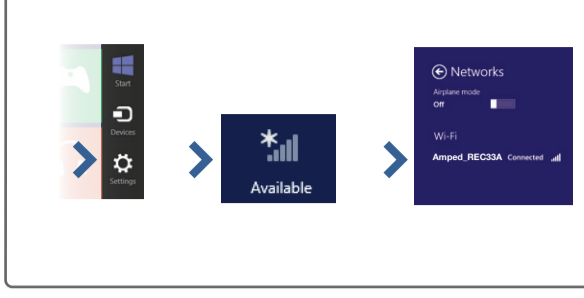 Start
Devices
Settings
Available
Networks
Airplane mode
Off
Wi-Fi
Amped_REC33A Connected